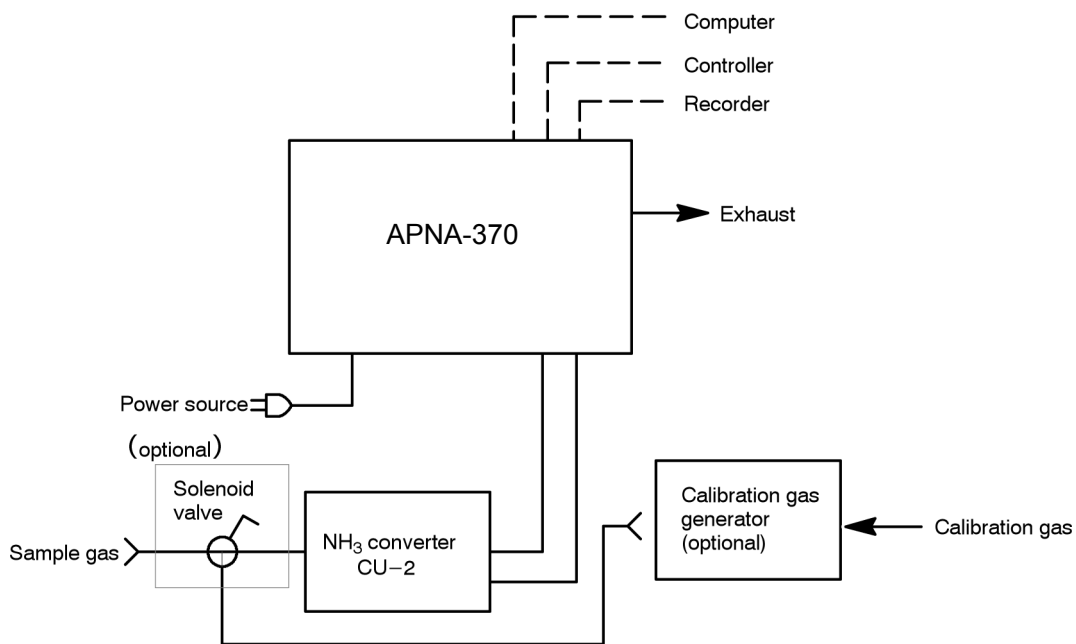 Computer
Controller
Recorder
APNA-370
Exhaust
Power source
(optional)
Solenoid
valve
Sample gas
NH₃ converter
CU−2
Calibration gas
generator
(optional)
Calibration gas